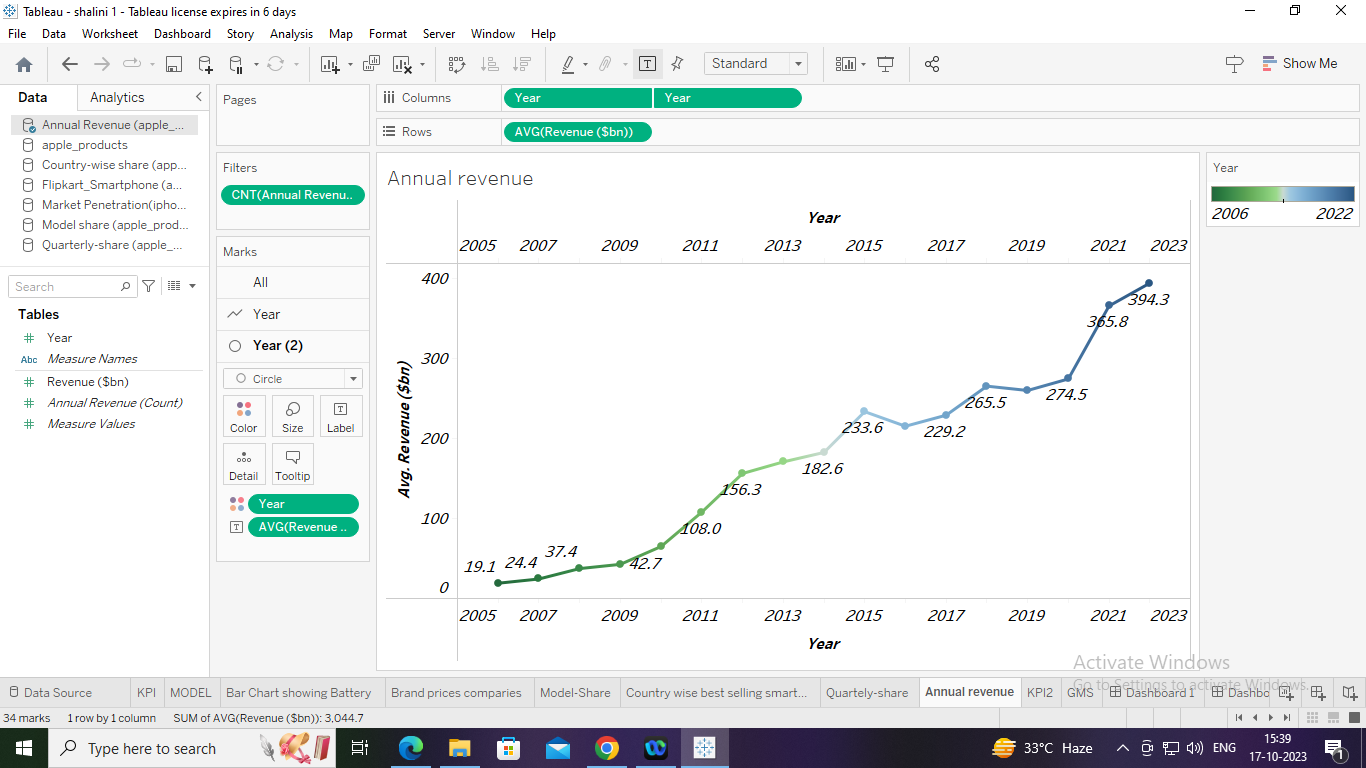 Tableau - shalini 1 - Tableau license expires in 6 days
File Data Worksheet Dashboard Story Analysis Map Format Server Window Help
Standard
Show Me
Data Analytics
Annual Revenue (apple_...
apple_products
Country-wise share (app...
Flipkart_Smartphone (a...
Market Penetration(ipho...
Model share (apple_prod...
Quarterly-share (apple_...
Search
Tables
Year
Abc Measure Names
Revenue ($bn)
Annual Revenue (Count)
Measure Values
Pages
Filters
CNT(Annual Revenu..
Marks
All
Year
Year (2)
Circle
Color Size Label
Detail Tooltip
Year
AVG(Revenue ..
Columns Year Year
Rows AVG(Revenue ($bn))
Annual revenue
Year
2005 2007 2009 2011 2013 2015 2017 2019 2021 2023
Avg. Revenue ($bn)
400
300
200
100
0
19.1 24.4 37.4 42.7 108.0 156.3 182.6 233.6 229.2 265.5 274.5 365.8 394.3
2005 2007 2009 2011 2013 2015 2017 2019 2021 2023
Year
Year
2006 2022
Activate Windows
Go to Settings to activate Windows.
Data Source KPI MODEL Bar Chart showing Battery Brand prices companies Model-Share Country wise best selling smart... Quartely-share Annual revenue KPI2 GMS Dashboard 1 Dashbo
34 marks 1 row by 1 column SUM of AVG(Revenue ($bn)): 3,044.7
Type here to search
33°C Haze
ENG
15:39
17-10-2023
1